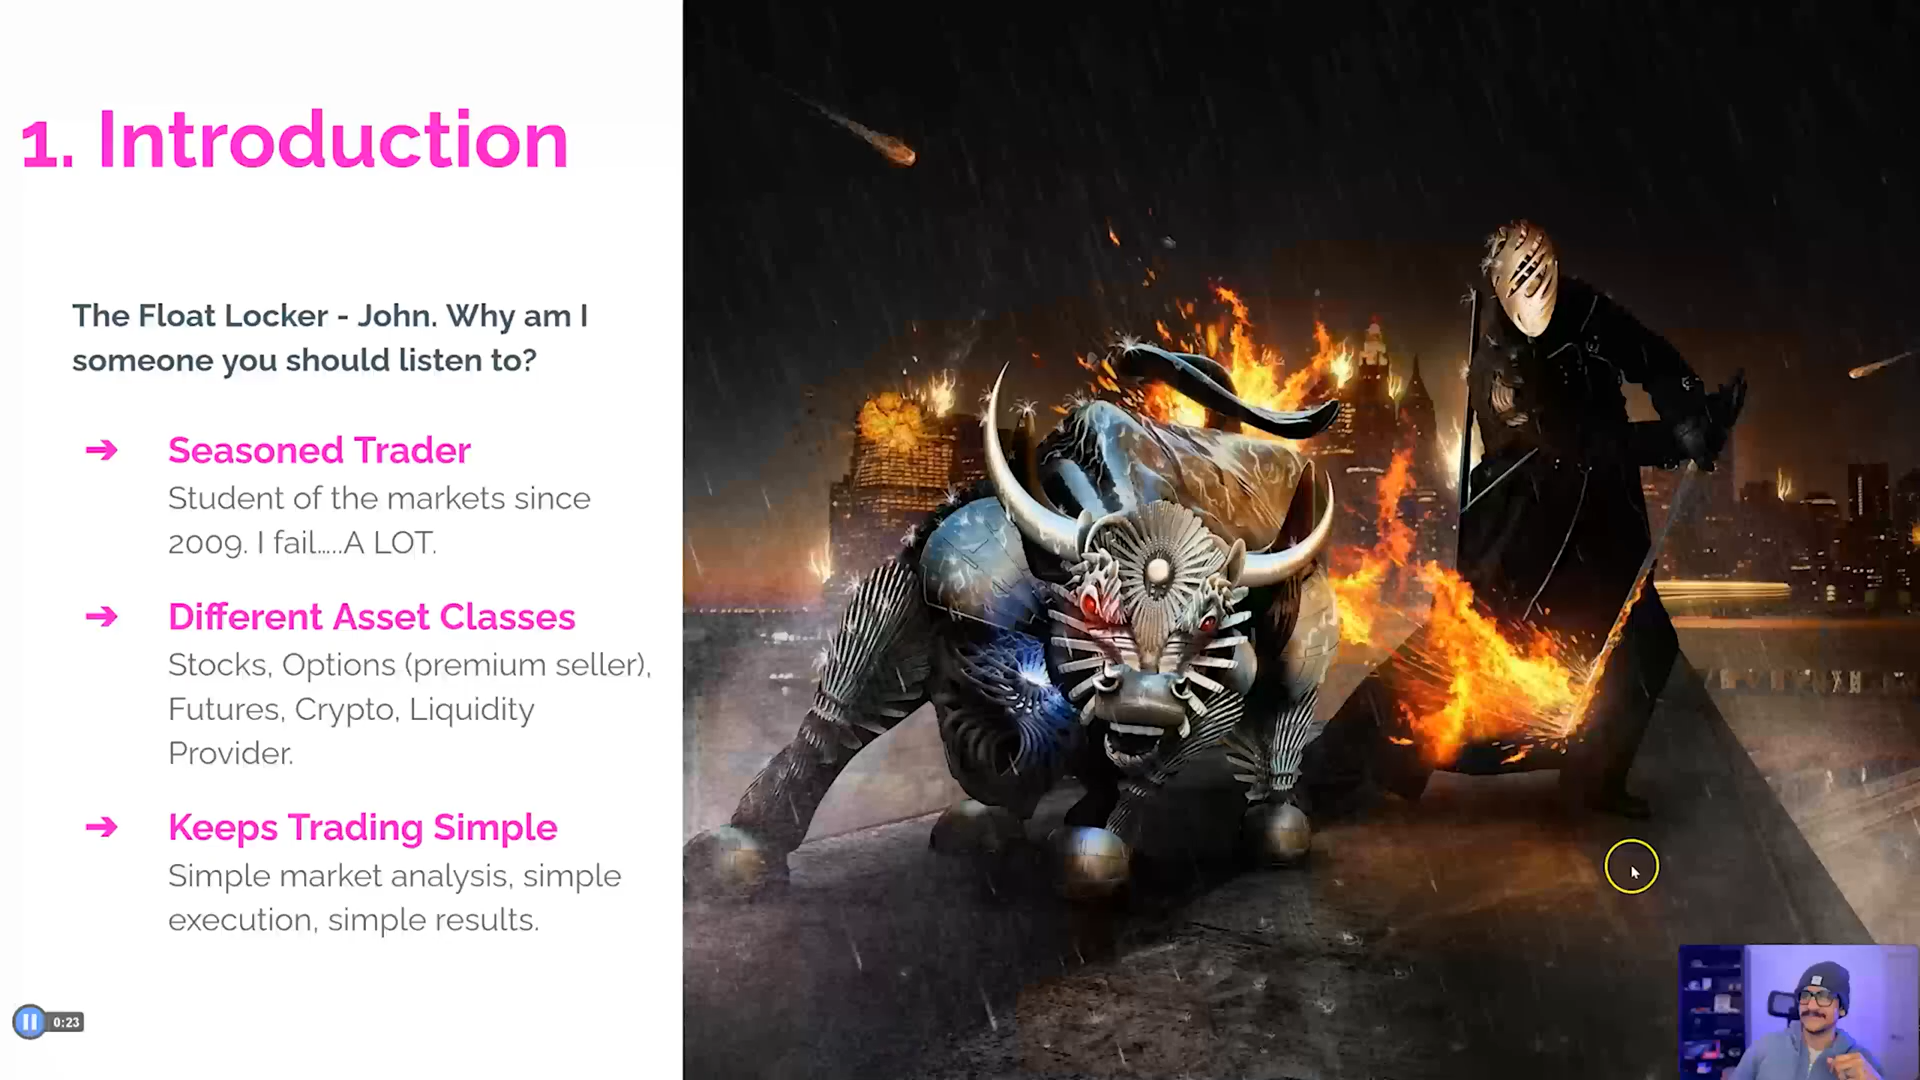 1. Introduction
The Float Locker - John. Why am I
someone you should listen to?
➔ Seasoned Trader
Student of the markets since
2009. I fail.....A LOT.
➔ Different Asset Classes
Stocks, Options (premium seller),
Futures, Crypto, Liquidity
Provider.
➔ Keeps Trading Simple
Simple market analysis, simple
execution, simple results.
0:23